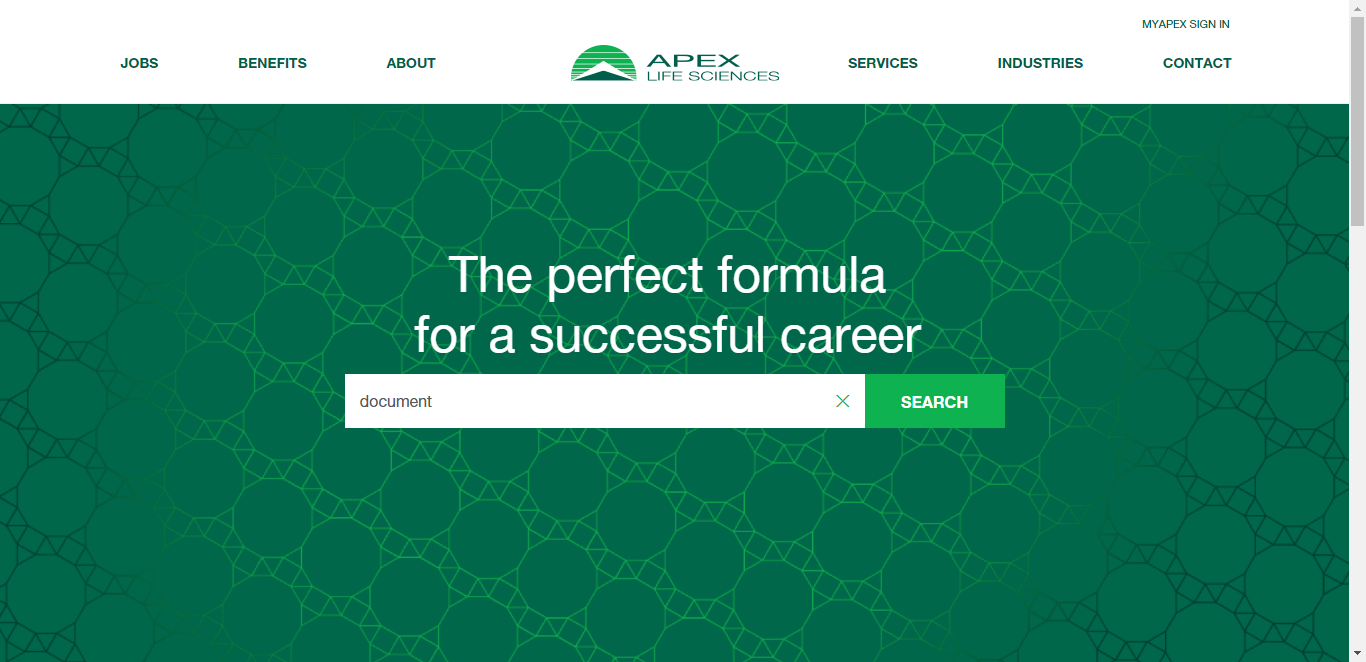 MYAPEX SIGN IN
JOBS BENEFITS ABOUT APEX LIFE SCIENCES SERVICES INDUSTRIES CONTACT
The perfect formula
for a successful career
document SEARCH